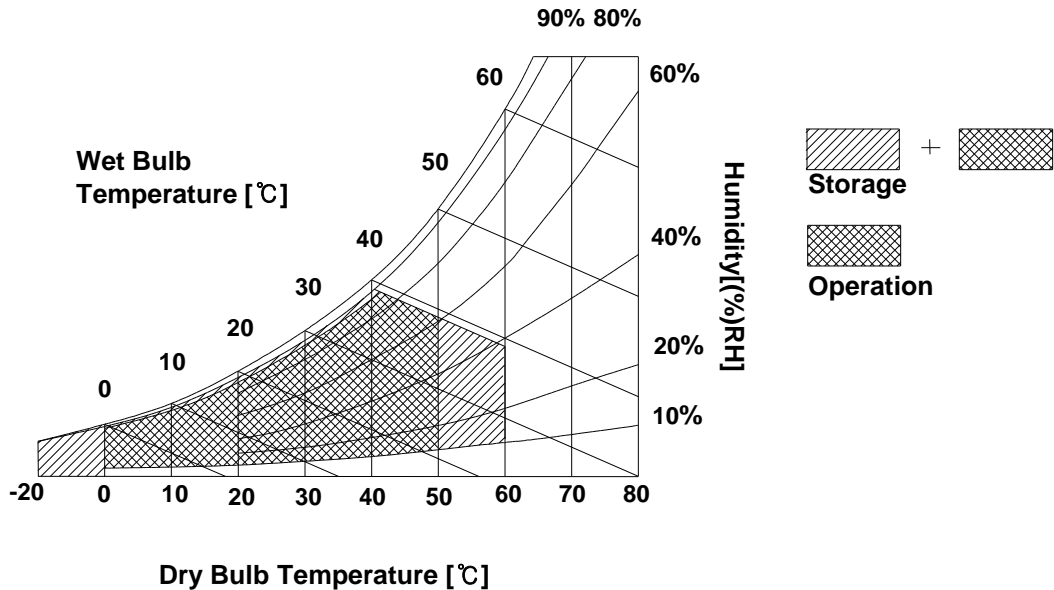 90% 80%
60
60%
50
Wet Bulb
Temperature [℃]
Storage
+
Humidity[(%)RH]
40
40%
30
Operation
20
20%
10
0
10%
-20 0 10 20 30 40 50 60 70 80
Dry Bulb Temperature [℃]